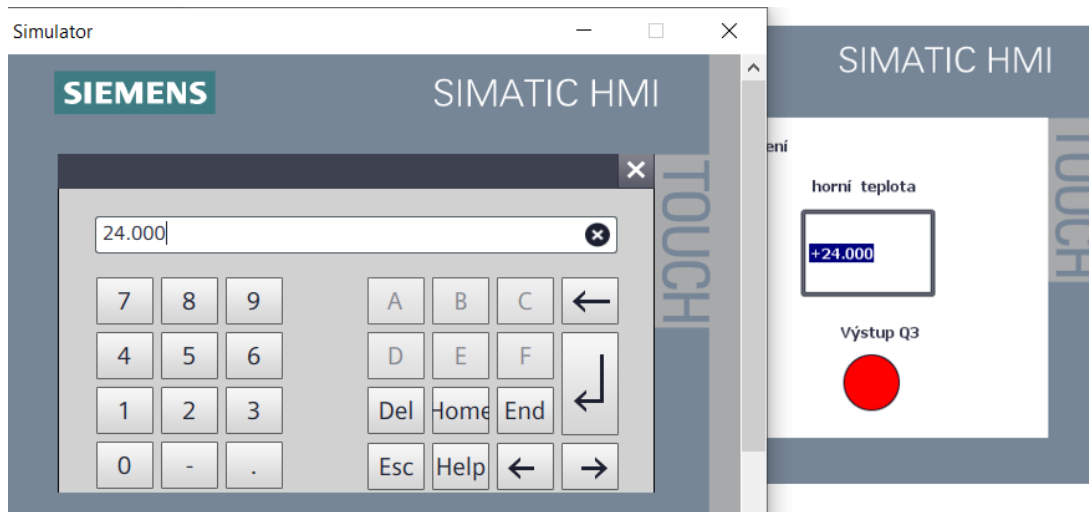 Simulator
SIEMENS
SIMATIC HMI
TOUCH
24.000
7 8 9 A B C
4 5 6 D E F
1 2 3 Del Home End
0 - . Esc Help
SIMATIC HMI
TOUCH
ení
horní teplota
+24.000
Výstup Q3